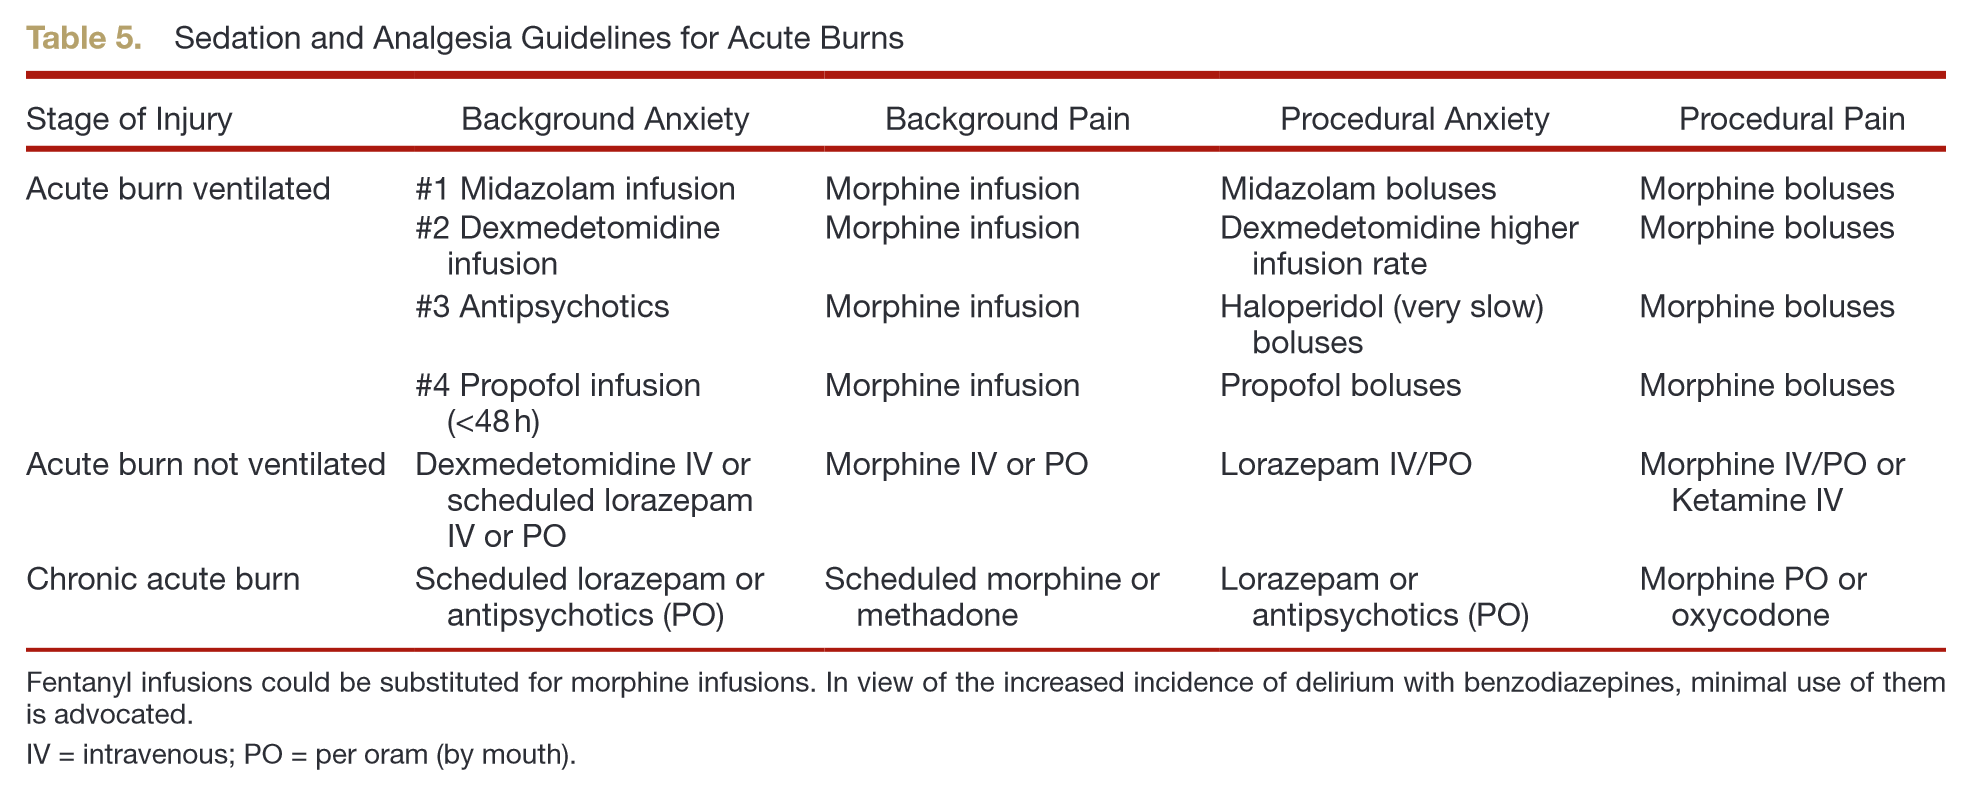 Table 5. Sedation and Analgesia Guidelines for Acute Burns
Stage of Injury Background Anxiety Background Pain Procedural Anxiety Procedural Pain
Acute burn ventilated #1 Midazolam infusion Morphine infusion Midazolam boluses Morphine boluses
#2 Dexmedetomidine Morphine infusion Dexmedetomidine higher Morphine boluses
infusion infusion rate
#3 Antipsychotics Morphine infusion Haloperidol (very slow) Morphine boluses
boluses
#4 Propofol infusion Morphine infusion Propofol boluses Morphine boluses
(<48 h)
Acute burn not ventilated Dexmedetomidine IV or Morphine IV or PO Lorazepam IV/PO Morphine IV/PO or
scheduled lorazepam Ketamine IV
IV or PO
Chronic acute burn Scheduled lorazepam or Scheduled morphine or Lorazepam or Morphine PO or
antipsychotics (PO) methadone antipsychotics (PO) oxycodone
Fentanyl infusions could be substituted for morphine infusions. In view of the increased incidence of delirium with benzodiazepines, minimal use of them
is advocated.
IV = intravenous; PO = per oram (by mouth).